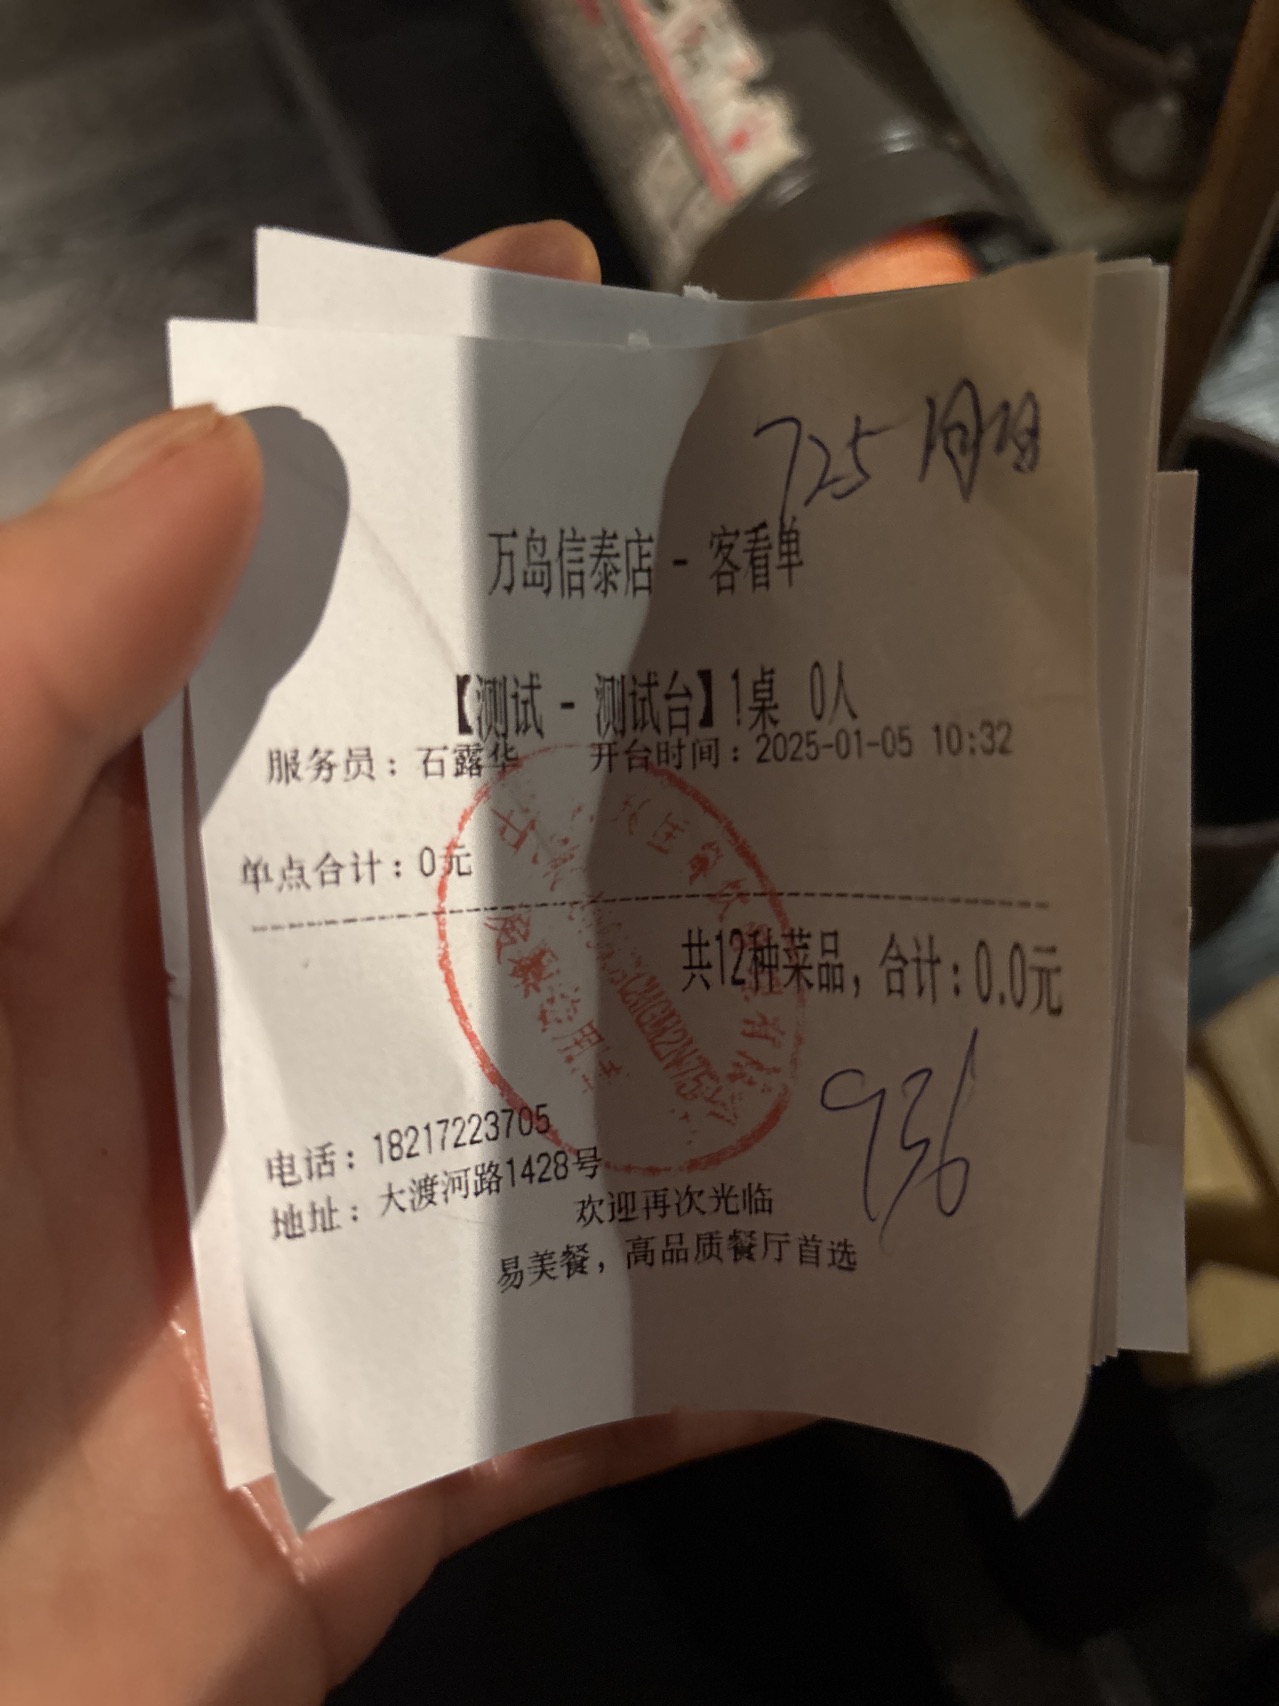 725
万岛信泰店 - 客看单
【测试 - 测试台】1桌 0人
服务员：石露华 开台时间：2025-01-05 10:32
单点合计：0元
共12种菜品，合计：0.0元
936
电话：18217223705
地址：大渡河路1428号
欢迎再次光临
易美餐，高品质餐厅首选